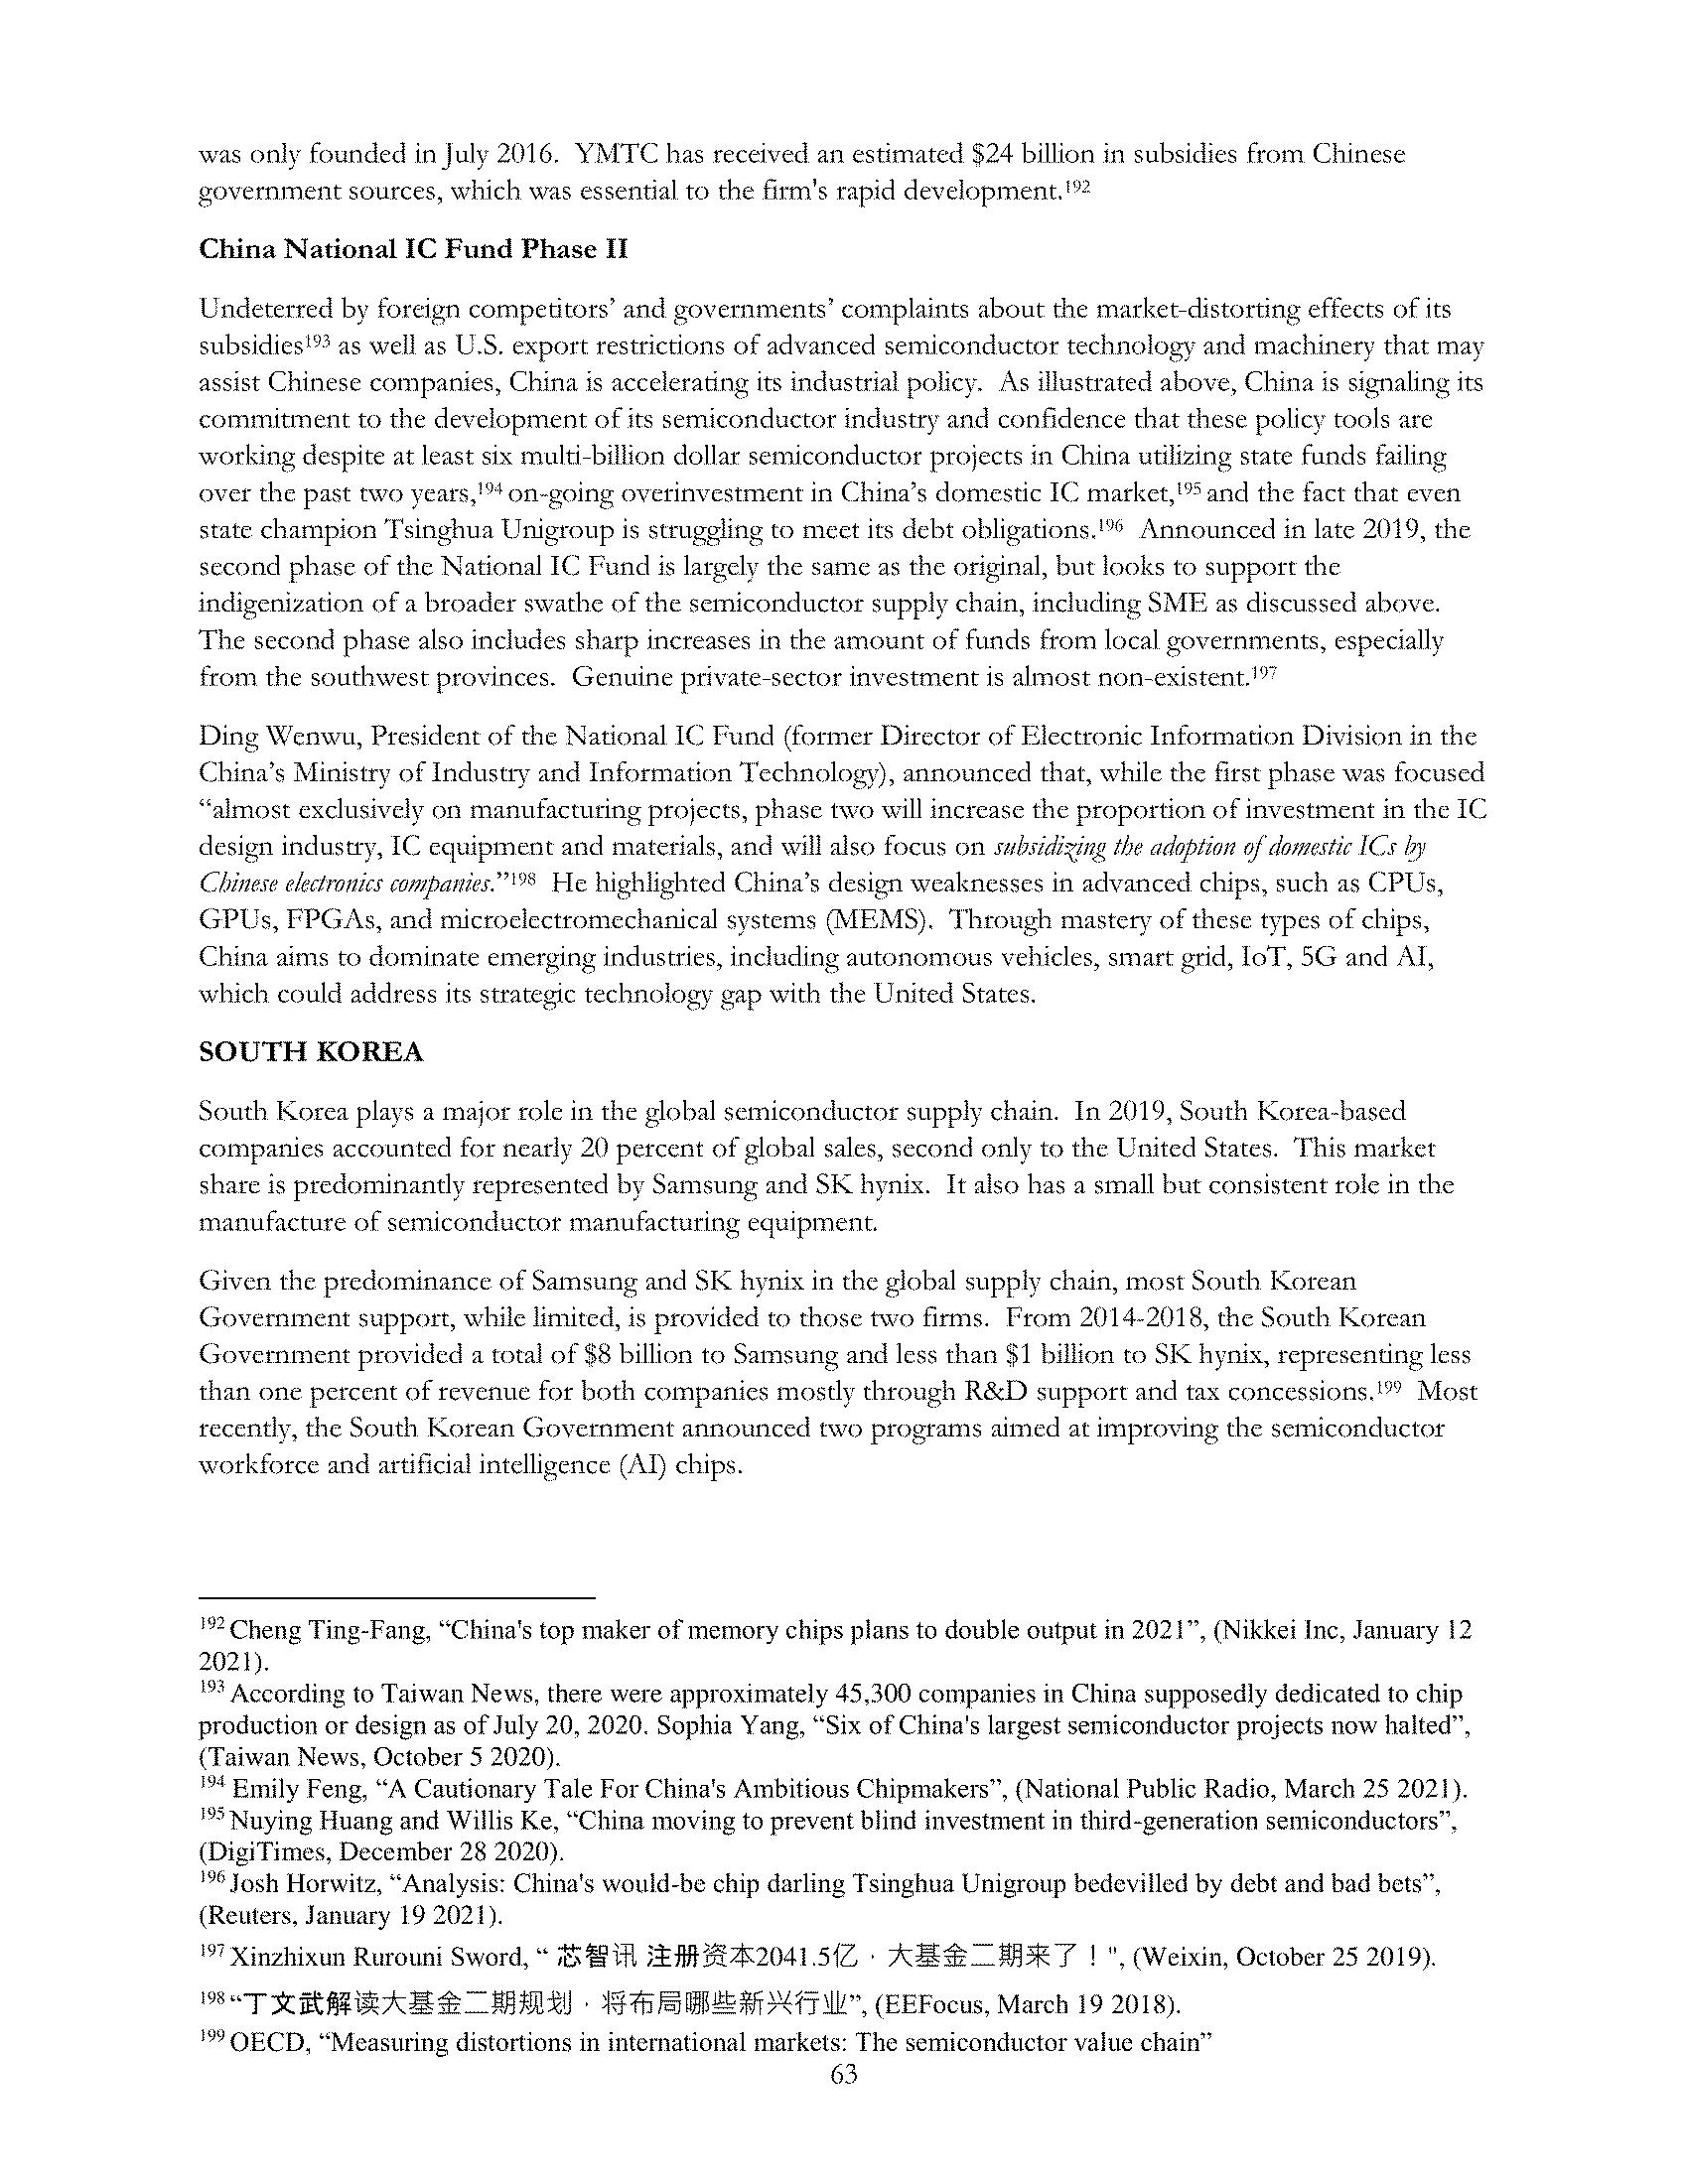 was only founded in July 2016.  YMTC has received an estimated $24 billion in subsidies from Chinese
government sources, which was essential to the firm's rapid development.192
China National IC Fund Phase II
Undeterred by foreign competitors’ and governments’ complaints about the market-distorting effects of its
subsidies193 as well as U.S. export restrictions of advanced semiconductor technology and machinery that may
assist Chinese companies, China is accelerating its industrial policy.  As illustrated above, China is signaling its
commitment to the development of its semiconductor industry and confidence that these policy tools are
working despite at least six multi-billion dollar semiconductor projects in China utilizing state funds failing
over the past two years,194 on-going overinvestment in China’s domestic IC market,195 and the fact that even
state champion Tsinghua Unigroup is struggling to meet its debt obligations.196  Announced in late 2019, the
second phase of the National IC Fund is largely the same as the original, but looks to support the
indigenization of a broader swathe of the semiconductor supply chain, including SME as discussed above.
The second phase also includes sharp increases in the amount of funds from local governments, especially
from the southwest provinces.  Genuine private-sector investment is almost non-existent.197
Ding Wenwu, President of the National IC Fund (former Director of Electronic Information Division in the
China’s Ministry of Industry and Information Technology), announced that, while the first phase was focused
“almost exclusively on manufacturing projects, phase two will increase the proportion of investment in the IC
design industry, IC equipment and materials, and will also focus on subsidizing the adoption of domestic ICs by
Chinese electronics companies.”198  He highlighted China’s design weaknesses in advanced chips, such as CPUs,
GPUs, FPGAs, and microelectromechanical systems (MEMS).  Through mastery of these types of chips,
China aims to dominate emerging industries, including autonomous vehicles, smart grid, IoT, 5G and AI,
which could address its strategic technology gap with the United States.
SOUTH KOREA
South Korea plays a major role in the global semiconductor supply chain.  In 2019, South Korea-based
companies accounted for nearly 20 percent of global sales, second only to the United States.  This market
share is predominantly represented by Samsung and SK hynix.  It also has a small but consistent role in the
manufacture of semiconductor manufacturing equipment.
Given the predominance of Samsung and SK hynix in the global supply chain, most South Korean
Government support, while limited, is provided to those two firms.  From 2014-2018, the South Korean
Government provided a total of $8 billion to Samsung and less than $1 billion to SK hynix, representing less
than one percent of revenue for both companies mostly through R&D support and tax concessions.199  Most
recently, the South Korean Government announced two programs aimed at improving the semiconductor
workforce and artificial intelligence (AI) chips.
192 Cheng Ting-Fang, “China's top maker of memory chips plans to double output in 2021”, (Nikkei Inc, January 12
2021).
193 According to Taiwan News, there were approximately 45,300 companies in China supposedly dedicated to chip
production or design as of July 20, 2020. Sophia Yang, “Six of China's largest semiconductor projects now halted”,
(Taiwan News, October 5 2020).
194 Emily Feng, “A Cautionary Tale For China's Ambitious Chipmakers”, (National Public Radio, March 25 2021).
195 Nuying Huang and Willis Ke, “China moving to prevent blind investment in third-generation semiconductors”,
(DigiTimes, December 28 2020).
196 Josh Horwitz, “Analysis: China's would-be chip darling Tsinghua Unigroup bedevilled by debt and bad bets”,
(Reuters, January 19 2021).
197 Xinzhixun Rurouni Sword, “ 芯智讯 注册资本2041.5亿，大基金二期来了！", (Weixin, October 25 2019).
198 “丁文武解读大基金二期规划，将布局哪些新兴行业”, (EEFocus, March 19 2018).
199 OECD, “Measuring distortions in international markets: The semiconductor value chain”
63